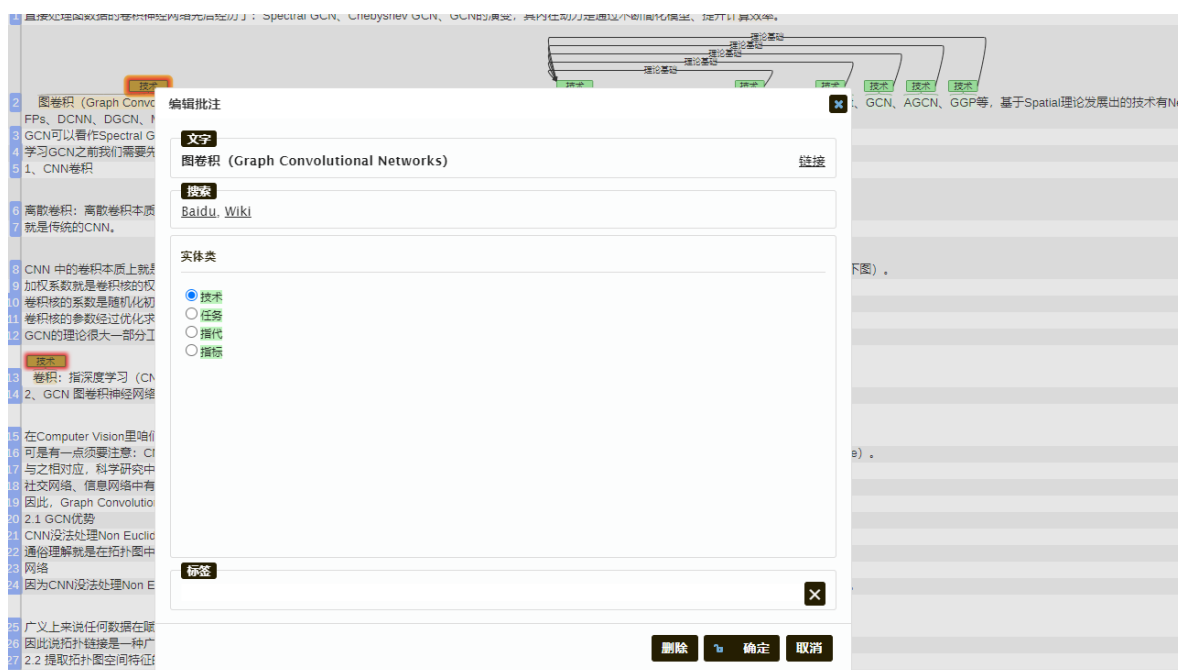 1 直接处理图数据的卷积神经网络先后经历了：Spectral GCN、Chebyshev GCN、GCN的演变，其内在动力是通过不断简化模型、提升计算效率。
理论基础
理论基础
理论基础
理论基础
理论基础
技术 技术 技术 技术 技术 技术 技术
2 图卷积（Graph Convo
、GCN、AGCN、GGP等，基于Spatial理论发展出的技术有Ne
FPs、DCNN、DGCN、
3 GCN可以看作Spectral G
4 学习GCN之前我们需要先
5 1、CNN卷积
6 离散卷积：离散卷积本质
7 就是传统的CNN。
8 CNN 中的卷积本质上就是
下图）。
9 加权系数就是卷积核的权
10 卷积核的系数是随机化初
11 卷积核的参数经过优化求
12 GCN的理论很大一部分工
技术
13 卷积：指深度学习（CN
14 2、GCN 图卷积神经网络
15 在Computer Vision里咱们
16 可是有一点须要注意：CN
e）。
17 与之相对应，科学研究中
18 社交网络、信息网络中有
19 因此，Graph Convolutio
20 2.1 GCN优势
21 CNN没法处理Non Euclid
22 通俗理解就是在拓扑图中
23 网络
24 因为CNN没法处理Non E
25 广义上来说任何数据在赋
26 因此说拓扑链接是一种广
27 2.2 提取拓扑图空间特征的
编辑批注
文字
图卷积（Graph Convolutional Networks）
链接
搜索
Baidu, Wiki
实体类
技术
任务
指代
指标
标签
删除 确定 取消